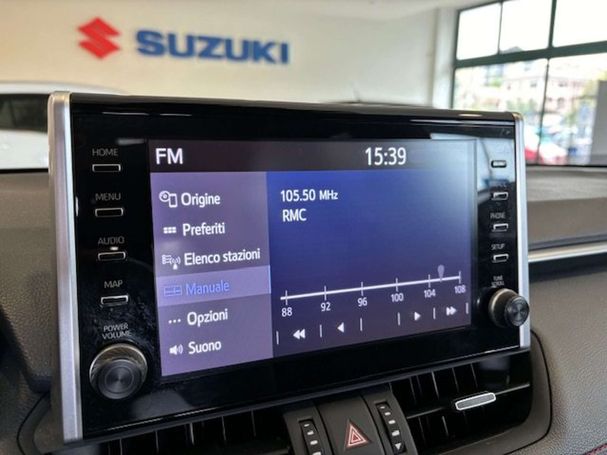 SUZUKI
HOME
MENU
AUDIO
MAP
POWER
VOLUME
FM
15:39
Origine
Preferiti
Elenco stazioni
Manuale
Opzioni
Suono
105.50 MHz
RMC
88 92 96 100 104 108
PHONE
SETUP
TUNE
SCROLL